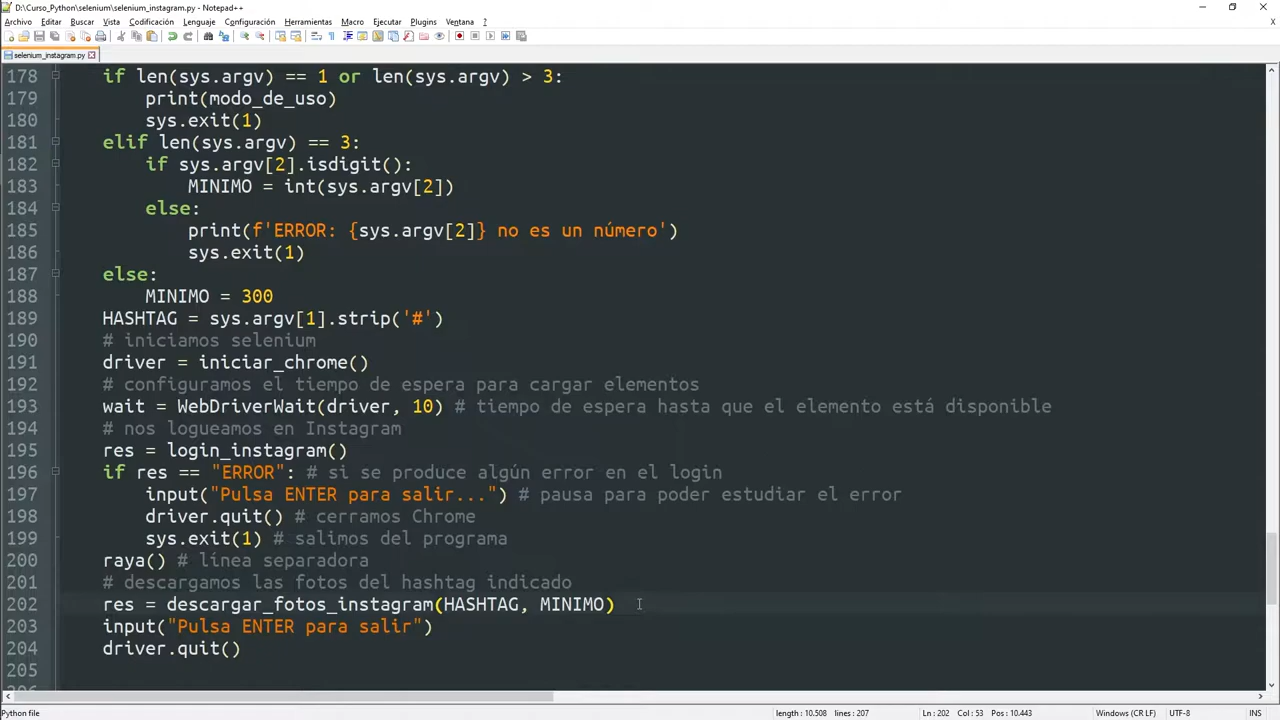 D:\Curso_Python\selenium\selenium_instagram.py - Notepad++
Archivo Editar Buscar Vista Codificación Lenguaje Configuración Herramientas Macro Ejecutar Plugins Ventana ?
selenium_instagram.py
178 if len(sys.argv) == 1 or len(sys.argv) > 3:
179 print(modo_de_uso)
180 sys.exit(1)
181 elif len(sys.argv) == 3:
182 if sys.argv[2].isdigit():
183 MINIMO = int(sys.argv[2])
184 else:
185 print(f'ERROR: {sys.argv[2]} no es un número')
186 sys.exit(1)
187 else:
188 MINIMO = 300
189 HASHTAG = sys.argv[1].strip('#')
190 # iniciamos selenium
191 driver = iniciar_chrome()
192 # configuramos el tiempo de espera para cargar elementos
193 wait = WebDriverWait(driver, 10) # tiempo de espera hasta que el elemento está disponible
194 # nos logueamos en Instagram
195 res = login_instagram()
196 if res == "ERROR": # si se produce algún error en el login
197 input("Pulsa ENTER para salir...") # pausa para poder estudiar el error
198 driver.quit() # cerramos Chrome
199 sys.exit(1) # salimos del programa
200 raya() # línea separadora
201 # descargamos las fotos del hashtag indicado
202 res = descargar_fotos_instagram(HASHTAG, MINIMO)
203 input("Pulsa ENTER para salir")
204 driver.quit()
205
Python file length : 10.508 lines : 207 Ln : 202 Col : 53 Pos : 10.443 Windows (CR LF) UTF-8 INS